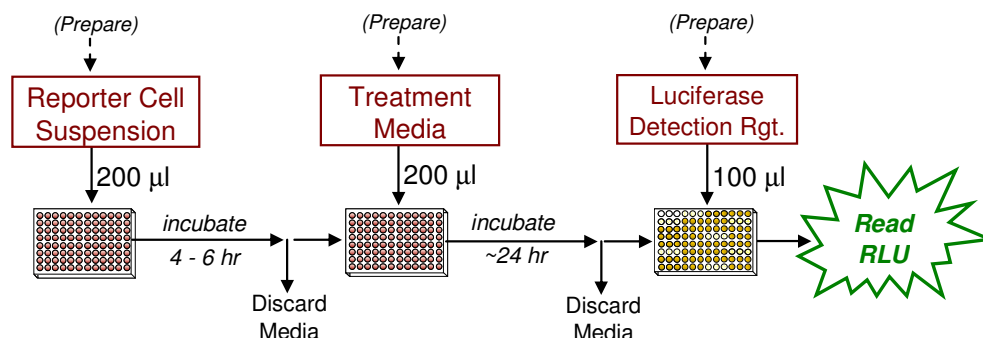 (Prepare)
(Prepare)
(Prepare)
Reporter Cell
Suspension
Treatment
Media
Luciferase
Detection Rgt.
200 µl
200 µl
100 µl
incubate
4 - 6 hr
incubate
~24 hr
Read
RLU
Discard
Media
Discard
Media